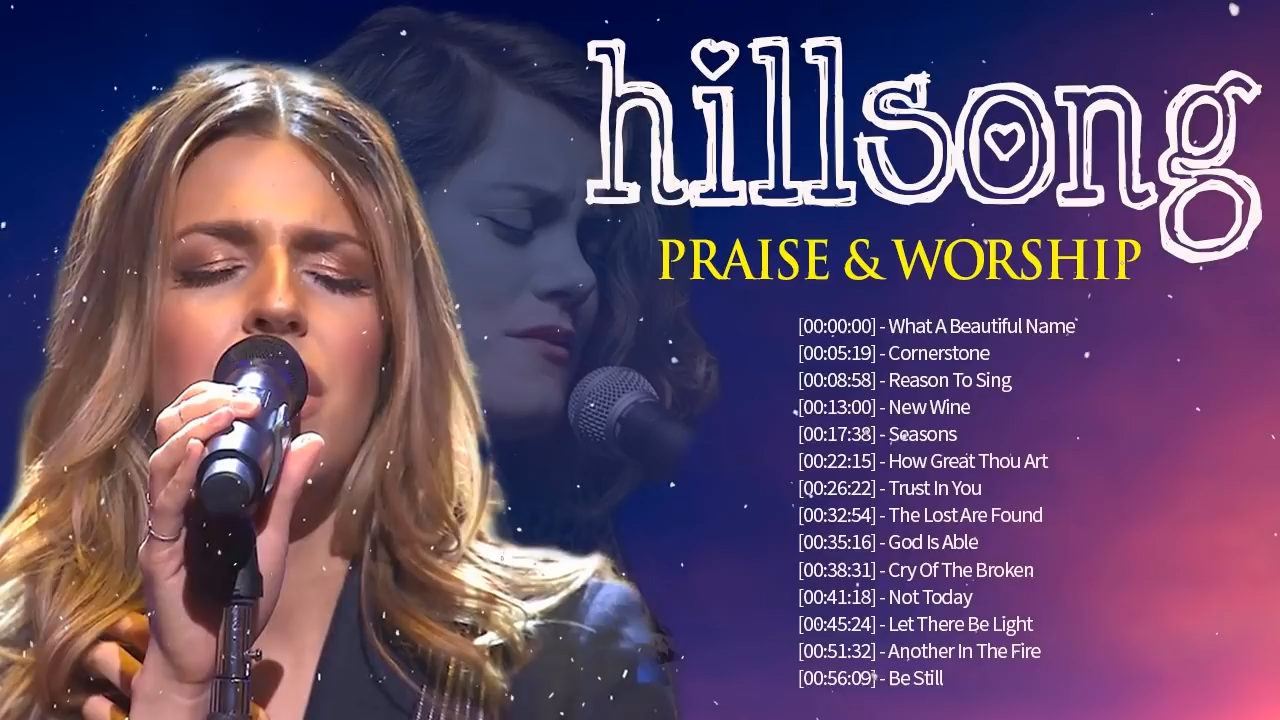 hillsong
PRAISE & WORSHIP
[00:00:00] - What A Beautiful Name
[00:05:19] - Cornerstone
[00:08:58] - Reason To Sing
[00:13:00] - New Wine
[00:17:38] - Seasons
[00:22:15] - How Great Thou Art
[00:26:22] - Trust In You
[00:32:54] - The Lost Are Found
[00:35:16] - God Is Able
[00:38:31] - Cry Of The Broken
[00:41:18] - Not Today
[00:45:24] - Let There Be Light
[00:51:32] - Another In The Fire
[00:56:09] - Be Still